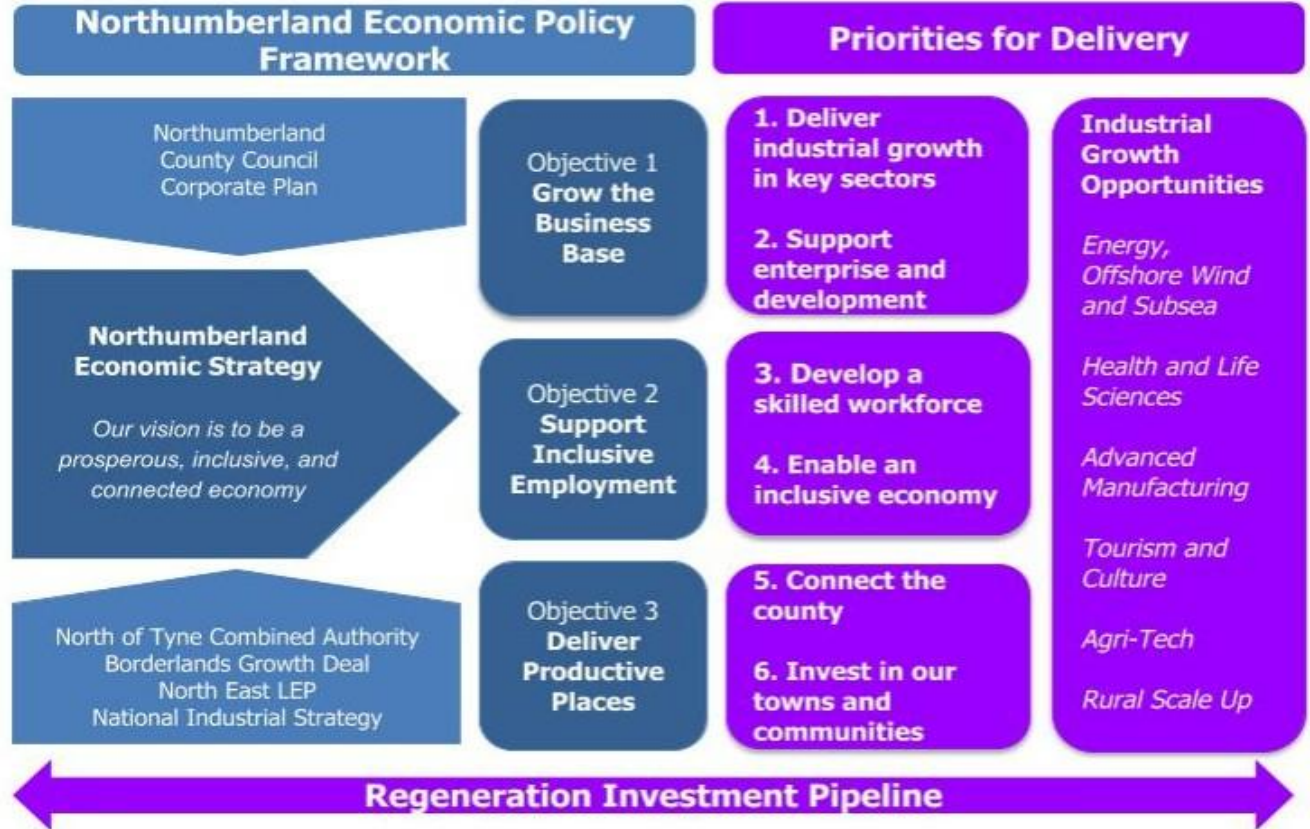 Northumberland Economic Policy
Framework
Priorities for Delivery
Northumberland
County Council
Corporate Plan
Northumberland
Economic Strategy
Our vision is to be a
prosperous, inclusive, and
connected economy
North of Tyne Combined Authority
Borderlands Growth Deal
North East LEP
National Industrial Strategy
Objective 1
Grow the
Business
Base
Objective 2
Support
Inclusive
Employment
Objective 3
Deliver
Productive
Places
1. Deliver
industrial growth
in key sectors
2. Support
enterprise and
development
3. Develop a
skilled workforce
4. Enable an
inclusive economy
5. Connect the
county
6. Invest in our
towns and
communities
Industrial
Growth
Opportunities
Energy,
Offshore Wind
and Subsea
Health and Life
Sciences
Advanced
Manufacturing
Tourism and
Culture
Agri-Tech
Rural Scale Up
Regeneration Investment Pipeline